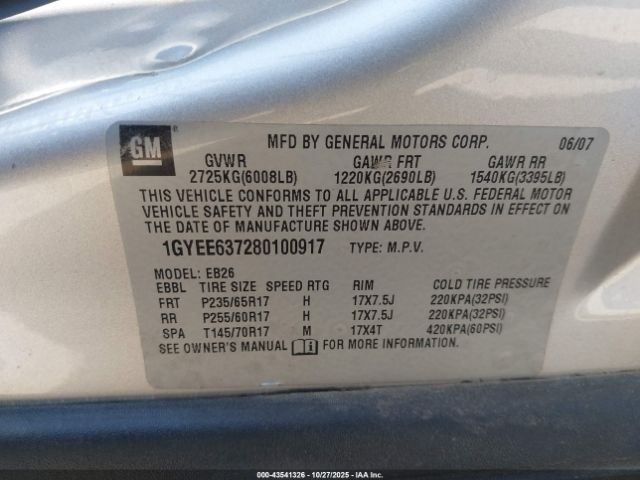 GM®
MFD BY GENERAL MOTORS CORP. 06/07
GVWR GAWR FRT GAWR RR
2725KG(6008LB) 1220KG(2690LB) 1540KG(3395LB)
THIS VEHICLE CONFORMS TO ALL APPLICABLE U.S. FEDERAL MOTOR
VEHICLE SAFETY AND THEFT PREVENTION STANDARDS IN EFFECT ON
THE DATE OF MANUFACTURE SHOWN ABOVE.
1GYEE637280100917 TYPE: M.P.V.
MODEL: EB26
EBBL TIRE SIZE SPEED RTG RIM COLD TIRE PRESSURE
FRT P235/65R17 H 17X7.5J 220KPA(32PSI)
RR P255/60R17 H 17X7.5J 220KPA(32PSI)
SPA T145/70R17 M 17X4T 420KPA(60PSI)
SEE OWNER'S MANUAL i FOR MORE INFORMATION.
000-43541326 | 10/27/2025 | IAA Inc.